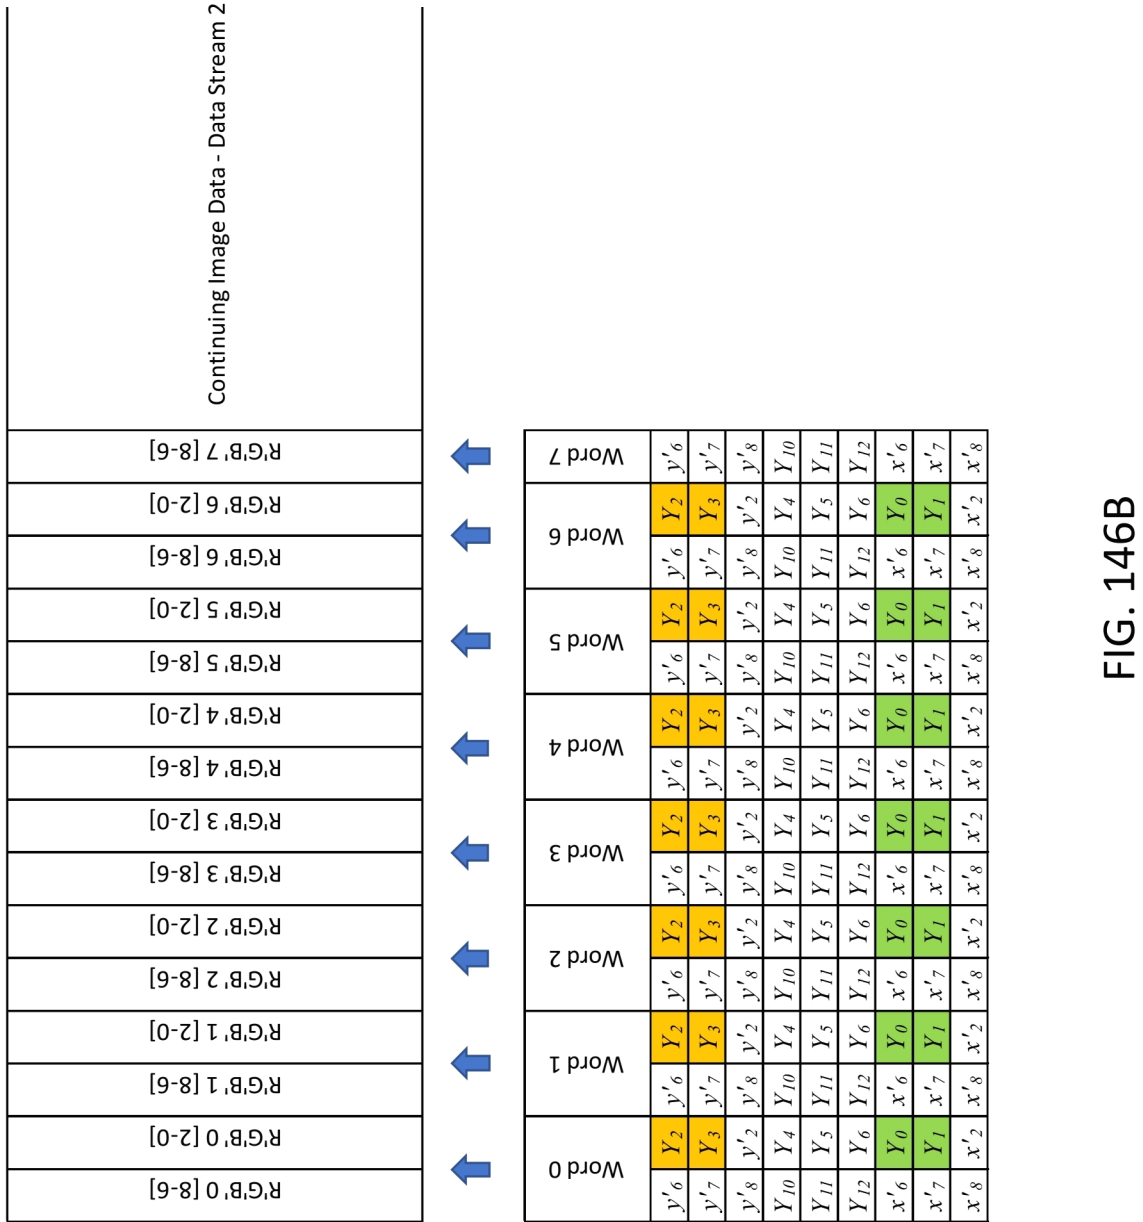 R'G'B' 0 [8-6]
R'G'B' 0 [2-0]
R'G'B' 1 [8-6]
R'G'B' 1 [2-0]
R'G'B' 2 [8-6]
R'G'B' 2 [2-0]
R'G'B' 3 [8-6]
R'G'B' 3 [2-0]
R'G'B' 4 [8-6]
R'G'B' 4 [2-0]
R'G'B' 5 [8-6]
R'G'B' 5 [2-0]
R'G'B' 6 [8-6]
R'G'B' 6 [2-0]
R'G'B' 7 [8-6]
Continuing Image Data - Data Stream 2
Word 0 Word 1 Word 2 Word 3 Word 4 Word 5 Word 6 Word 7
y'6 Y2 y'6 Y2 y'6 Y2 y'6 Y2 y'6 Y2 y'6 Y2 y'6 Y2 y'6
y'7 Y3 y'7 Y3 y'7 Y3 y'7 Y3 y'7 Y3 y'7 Y3 y'7 Y3 y'7
y'8 y'2 y'8 y'2 y'8 y'2 y'8 y'2 y'8 y'2 y'8 y'2 y'8 y'2 y'8
Y10 Y4 Y10 Y4 Y10 Y4 Y10 Y4 Y10 Y4 Y10 Y4 Y10 Y4 Y10
Y11 Y5 Y11 Y5 Y11 Y5 Y11 Y5 Y11 Y5 Y11 Y5 Y11 Y5 Y11
Y12 Y6 Y12 Y6 Y12 Y6 Y12 Y6 Y12 Y6 Y12 Y6 Y12 Y6 Y12
x'6 Y0 x'6 Y0 x'6 Y0 x'6 Y0 x'6 Y0 x'6 Y0 x'6 Y0 x'6
x'7 Y1 x'7 Y1 x'7 Y1 x'7 Y1 x'7 Y1 x'7 Y1 x'7 Y1 x'7
x'8 x'2 x'8 x'2 x'8 x'2 x'8 x'2 x'8 x'2 x'8 x'2 x'8 x'2 x'8
FIG. 146B